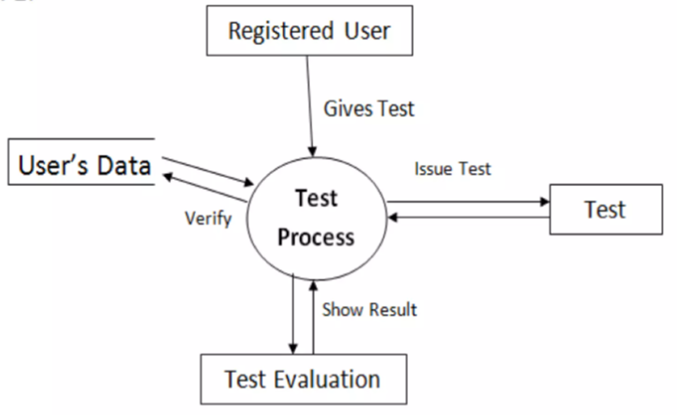 Registered User
Gives Test
User's Data
Issue Test
Test
Process
Test
Verify
Show Result
Test Evaluation